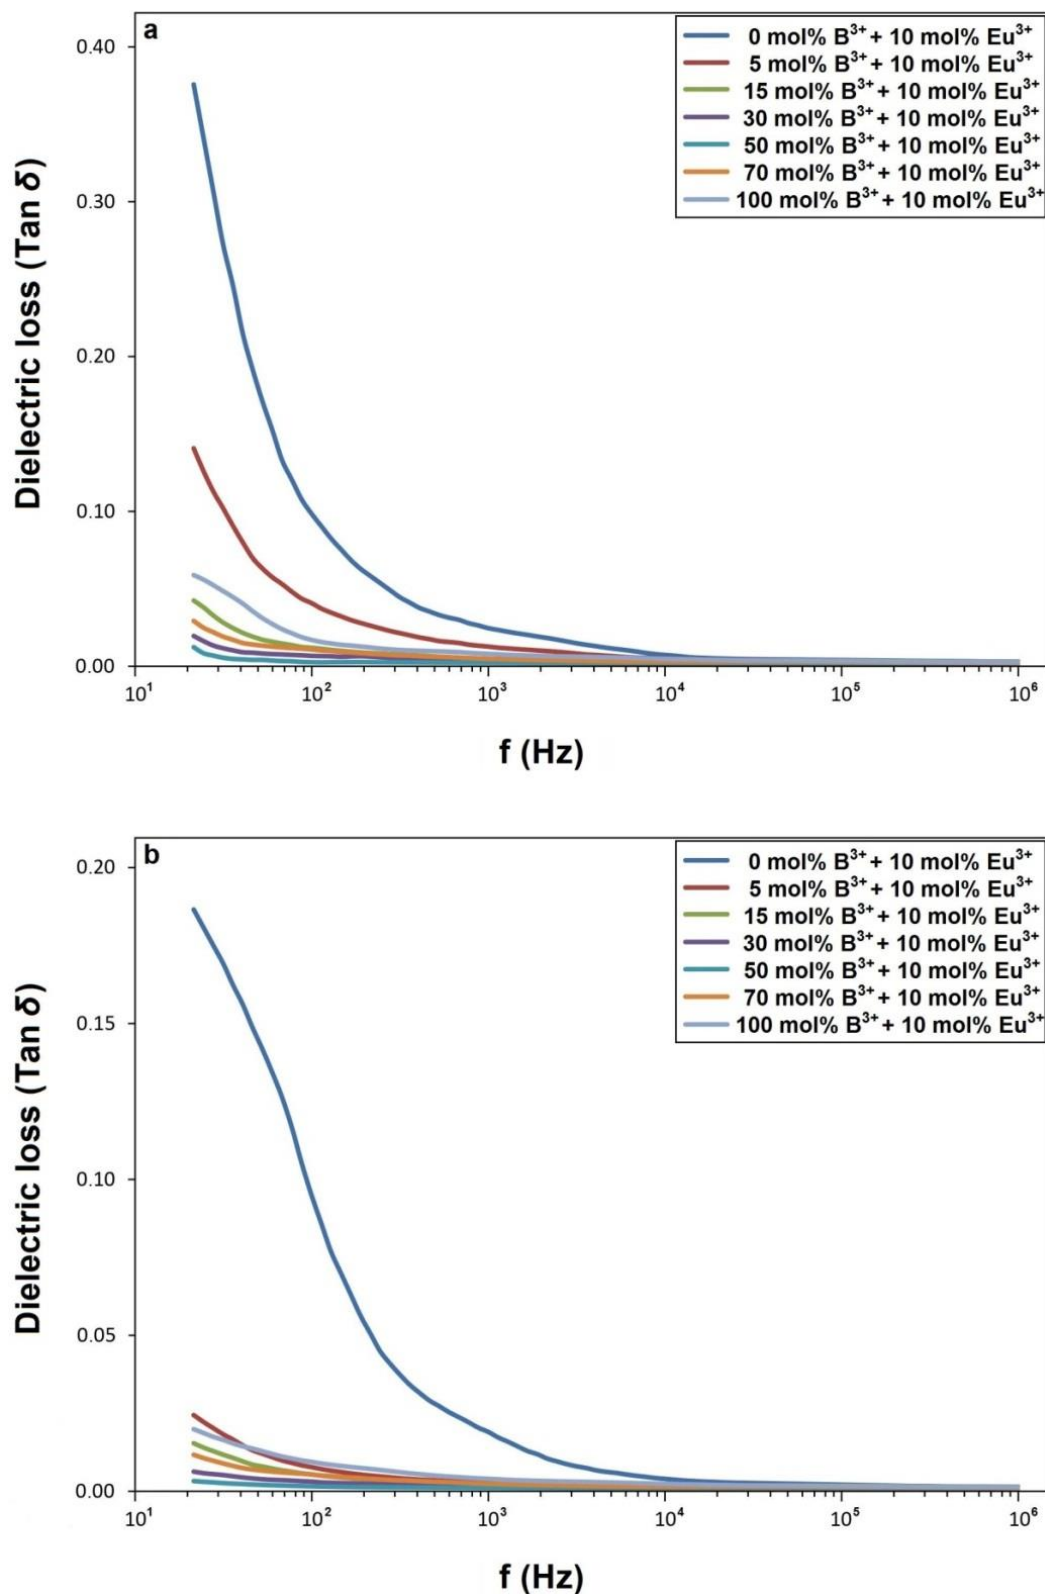 a
0 mol% B³⁺ + 10 mol% Eu³⁺
5 mol% B³⁺ + 10 mol% Eu³⁺
15 mol% B³⁺ + 10 mol% Eu³⁺
30 mol% B³⁺ + 10 mol% Eu³⁺
50 mol% B³⁺ + 10 mol% Eu³⁺
70 mol% B³⁺ + 10 mol% Eu³⁺
100 mol% B³⁺ + 10 mol% Eu³⁺
Dielectric loss (Tan δ)
0.40
0.30
0.20
0.10
0.00
10¹ 10² 10³ 10⁴ 10⁵ 10⁶
f (Hz)
b
0 mol% B³⁺ + 10 mol% Eu³⁺
5 mol% B³⁺ + 10 mol% Eu³⁺
15 mol% B³⁺ + 10 mol% Eu³⁺
30 mol% B³⁺ + 10 mol% Eu³⁺
50 mol% B³⁺ + 10 mol% Eu³⁺
70 mol% B³⁺ + 10 mol% Eu³⁺
100 mol% B³⁺ + 10 mol% Eu³⁺
Dielectric loss (Tan δ)
0.20
0.15
0.10
0.05
0.00
10¹ 10² 10³ 10⁴ 10⁵ 10⁶
f (Hz)